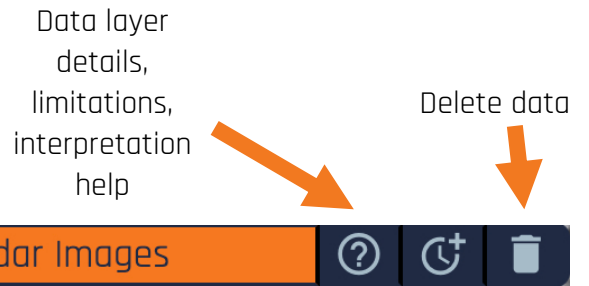 Data layer
details,
limitations,
interpretation
help
Delete data
dar Images